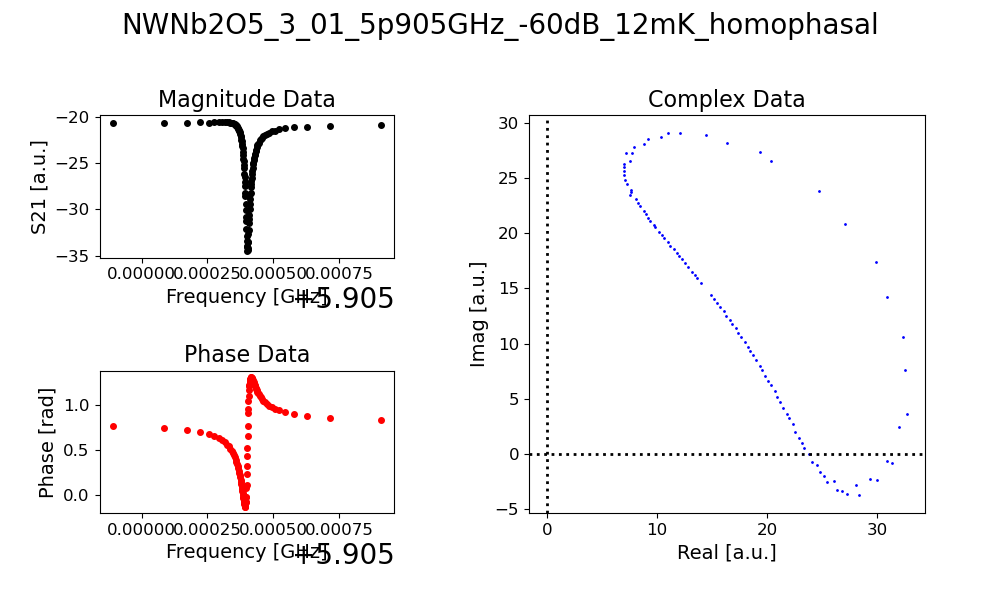 NWNb2O5_3_01_5p905GHz_-60dB_12mK_homophasal
Magnitude Data
S21 [a.u.]
−20
−25
−30
−35
0.00000 0.00025 0.00050 0.00075
Frequency [GHz]
+5.905
Phase Data
Phase [rad]
1.0
0.5
0.0
0.00000 0.00025 0.00050 0.00075
Frequency [GHz]
+5.905
Complex Data
Imag [a.u.]
30
25
20
15
10
5
0
−5
0 10 20 30
Real [a.u.]